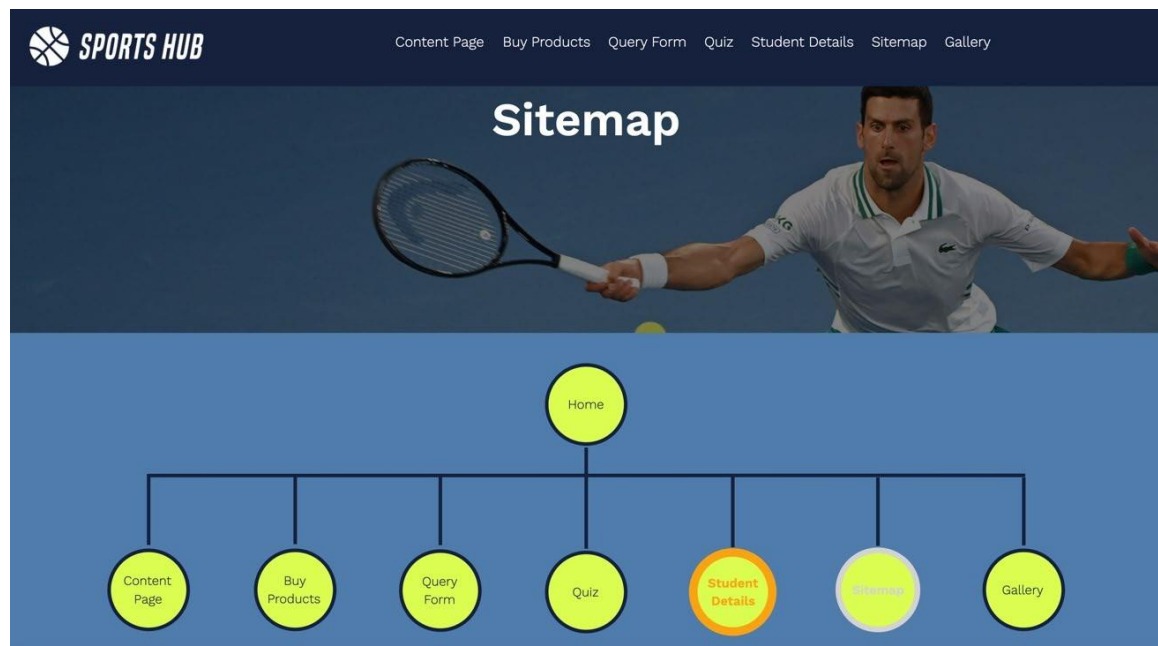 SPORTS HUB
Content Page Buy Products Query Form Quiz Student Details Sitemap Gallery
Sitemap
Home
Content
Page
Buy
Products
Query
Form
Quiz
Student
Details
Sitemap
Gallery